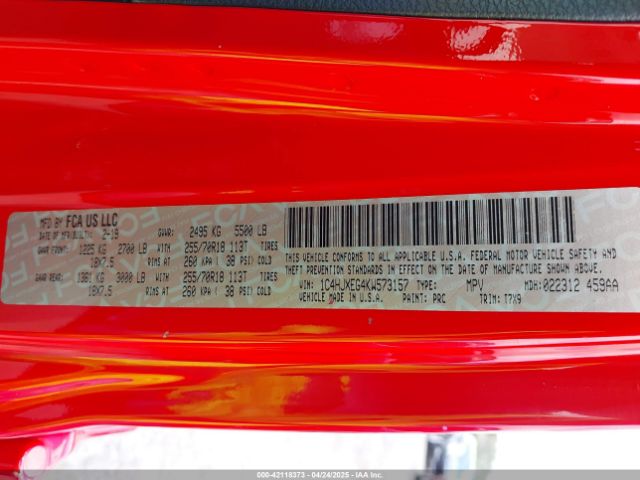 MFD BY FCA US LLC
DATE OF MFR/BUILT: 2-19 GVWR: 2495 KG 5500 LB
GAWR FRONT: 1225 KG 2700 LB WITH 255/70R18 113T TIRES
18X7.5 RIMS AT 260 KPA ( 38 PSI) COLD
GAWR REAR: 1361 KG 3000 LB WITH 255/70R18 113T TIRES
18X7.5 RIMS AT 260 KPA ( 38 PSI) COLD
THIS VEHICLE CONFORMS TO ALL APPLICABLE U.S.A. FEDERAL MOTOR VEHICLE SAFETY
BUMPER AND THEFT PREVENTION STANDARDS IN EFFECT ON THE DATE OF MANUFACTURE SHOWN ABOVE.
VIN: 1C4HJXEG4KW573157 TYPE: MPV MDH: 022312 459AA
VEHICLE MADE IN U.S.A. PAINT: PRC TRIM: T7X9
000-42118373 - 04/24/2025 - IAA Inc.